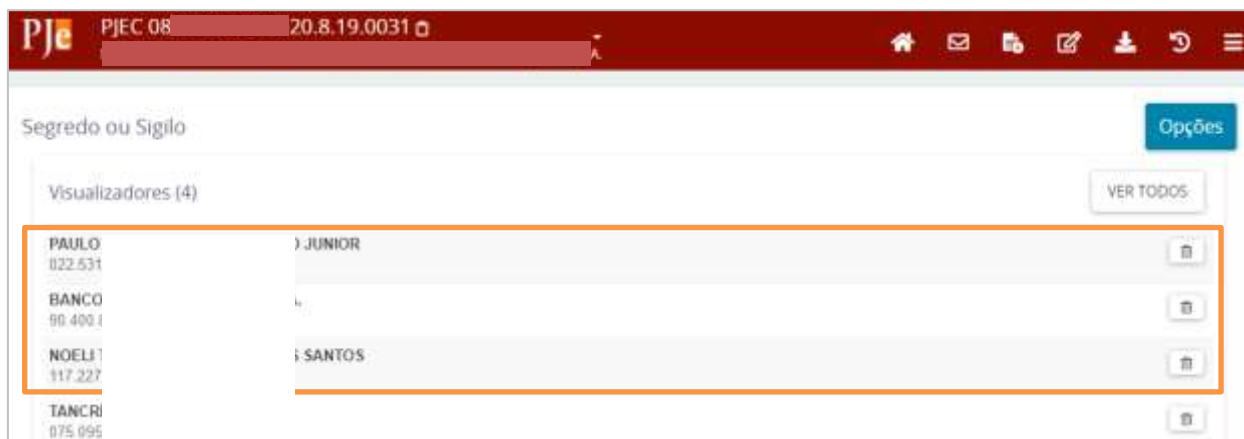 PJe PJEC 08 20.8.19.0031
A.
Segredo ou Sigilo Opções
Visualizadores (4) VER TODOS
PAULO O JUNIOR
022.531
BANCO A.
90.400.8
NOELI T S SANTOS
117.227
TANCR
075.095